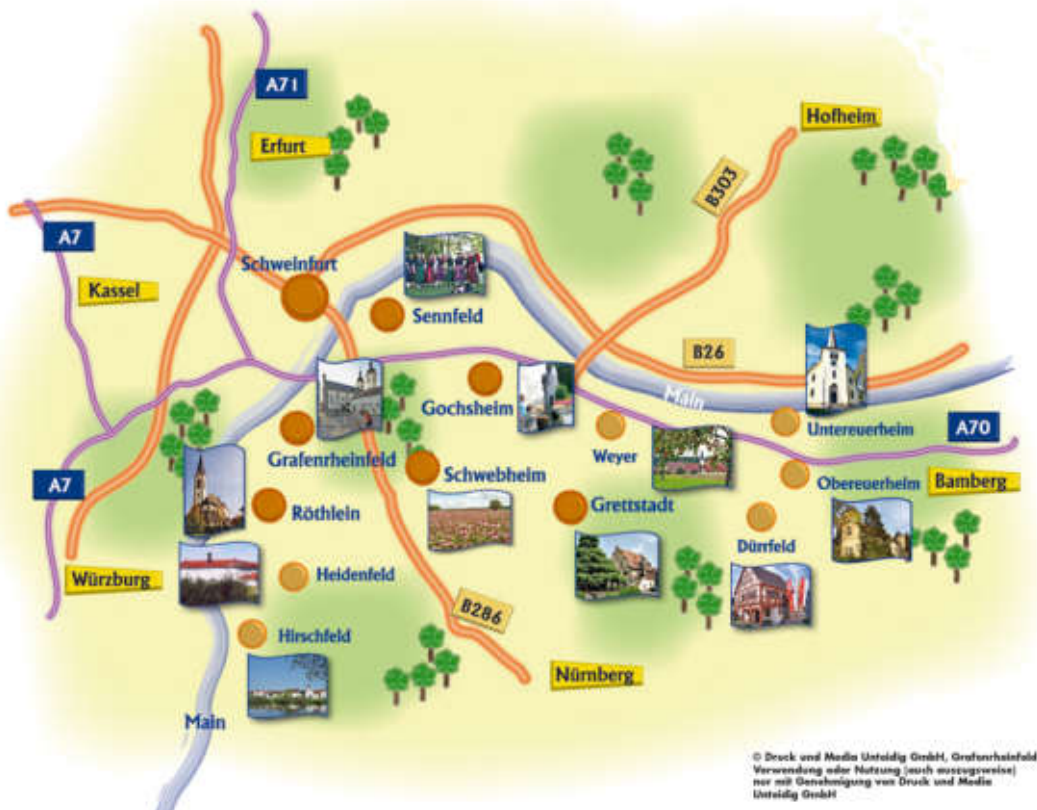 A71
Erfurt
Hofheim
B303
A7
Kassel
Schweinfurt
Sennfeld
B26
Main
Gochsheim
Untereuerheim
A70
Grafenrheinfeld
Weyer
Schwebheim
Obereuerheim
Bamberg
A7
Röthlein
Grettstadt
Dürrfeld
Würzburg
Heidenfeld
B286
Hirschfeld
Nürnberg
Main
© Druck und Media Unteidig GmbH, Grafenrheinfeld
Verwendung oder Nutzung (auch auszugsweise)
nur mit Genehmigung von Druck und Media
Unteidig GmbH